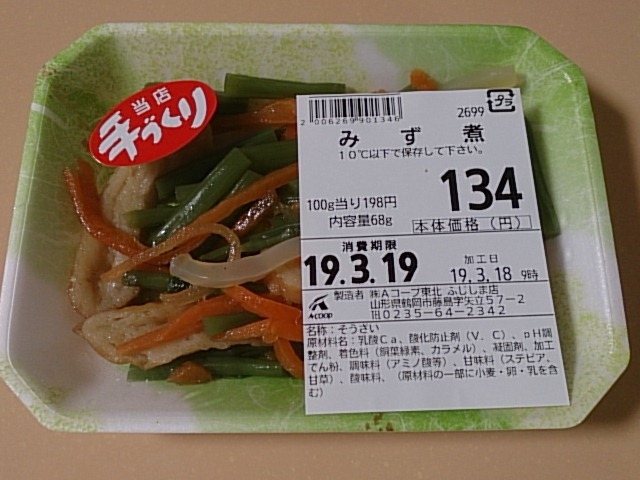 当店
手づくり
2699
プラ
2 006269 901346
みず煮
10℃以下で保存して下さい。
100g当り198円
内容量68g
134
本体価格(円)
消費期限
19.3.19
加工日
19.3.18 9時
製造者 ㈱Aコープ東北 ふじしま店
山形県鶴岡市藤島字矢立57-2
☎0235-64-2342
A-COOP
名称:そうざい
原材料名:乳酸Ca、酸化防止剤(V.C)、pH調
整剤、着色料(銅葉緑素、カラメル)、凝固剤、加工
でん粉、調味料(アミノ酸等)、甘味料(ステビア、
甘草)、酸味料、(原材料の一部に小麦・卵・乳を含
む)